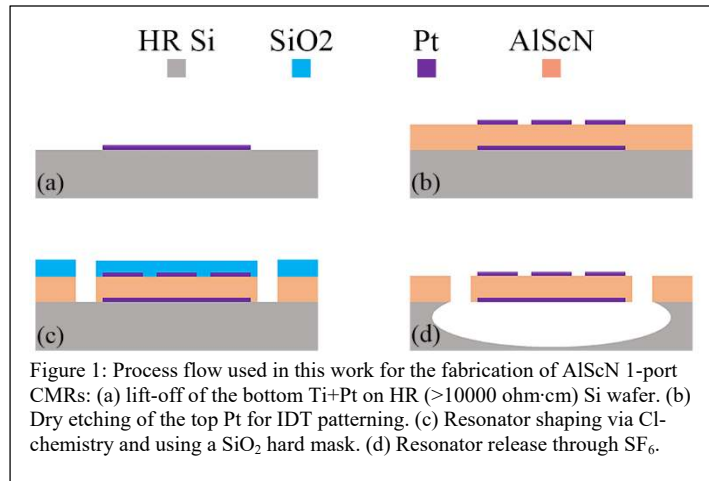 HR Si SiO2 Pt AlScN
(a) (b)
(c) (d)
Figure 1: Process flow used in this work for the fabrication of AlScN 1-port
CMRs: (a) lift-off of the bottom Ti+Pt on HR (>10000 ohm·cm) Si wafer. (b)
Dry etching of the top Pt for IDT patterning. (c) Resonator shaping via Cl-
chemistry and using a SiO₂ hard mask. (d) Resonator release through SF₆.